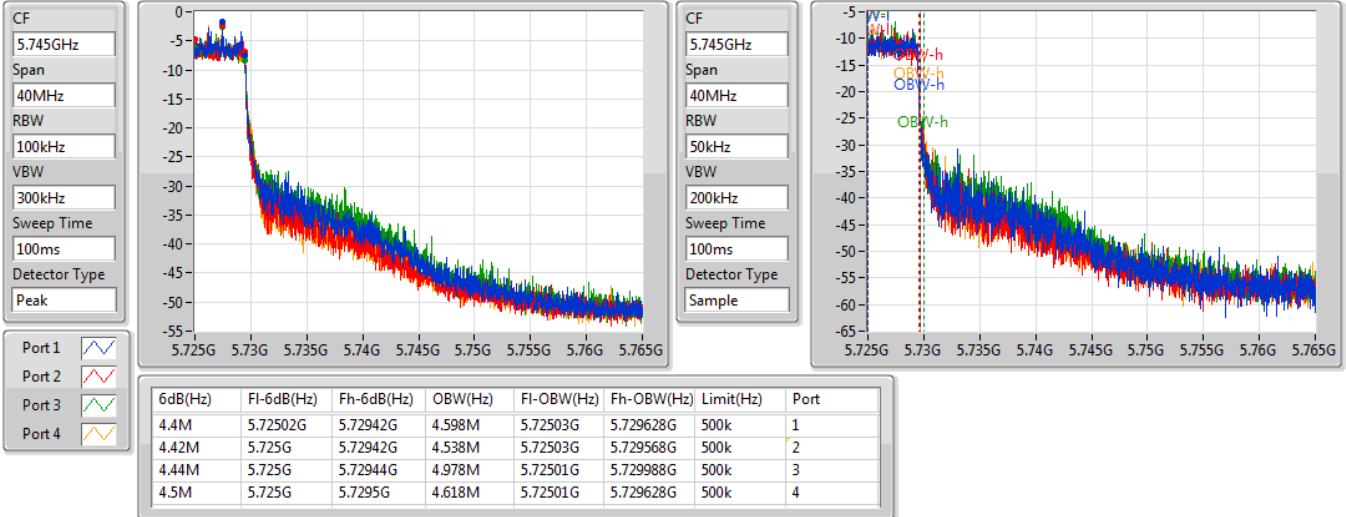 CF
5.745GHz
Span
40MHz
RBW
100kHz
VBW
300kHz
Sweep Time
100ms
Detector Type
Peak
0
-5
-10
-15
-20
-25
-30
-35
-40
-45
-50
-55
5.725G 5.73G 5.735G 5.74G 5.745G 5.75G 5.755G 5.76G 5.765G
CF
5.745GHz
Span
40MHz
RBW
50kHz
VBW
200kHz
Sweep Time
100ms
Detector Type
Sample
-5
-10
-15
-20
-25
-30
-35
-40
-45
-50
-55
-60
-65
OBW-h
OBW-h
OBW-h
OBW-h
5.725G 5.73G 5.735G 5.74G 5.745G 5.75G 5.755G 5.76G 5.765G
Port 1
Port 2
Port 3
Port 4
6dB(Hz) Fl-6dB(Hz) Fh-6dB(Hz) OBW(Hz) Fl-OBW(Hz) Fh-OBW(Hz) Limit(Hz) Port
4.4M 5.72502G 5.72942G 4.598M 5.72503G 5.729628G 500k 1
4.42M 5.725G 5.72942G 4.538M 5.72503G 5.729568G 500k 2
4.44M 5.725G 5.72944G 4.978M 5.72501G 5.729988G 500k 3
4.5M 5.725G 5.7295G 4.618M 5.72501G 5.729628G 500k 4